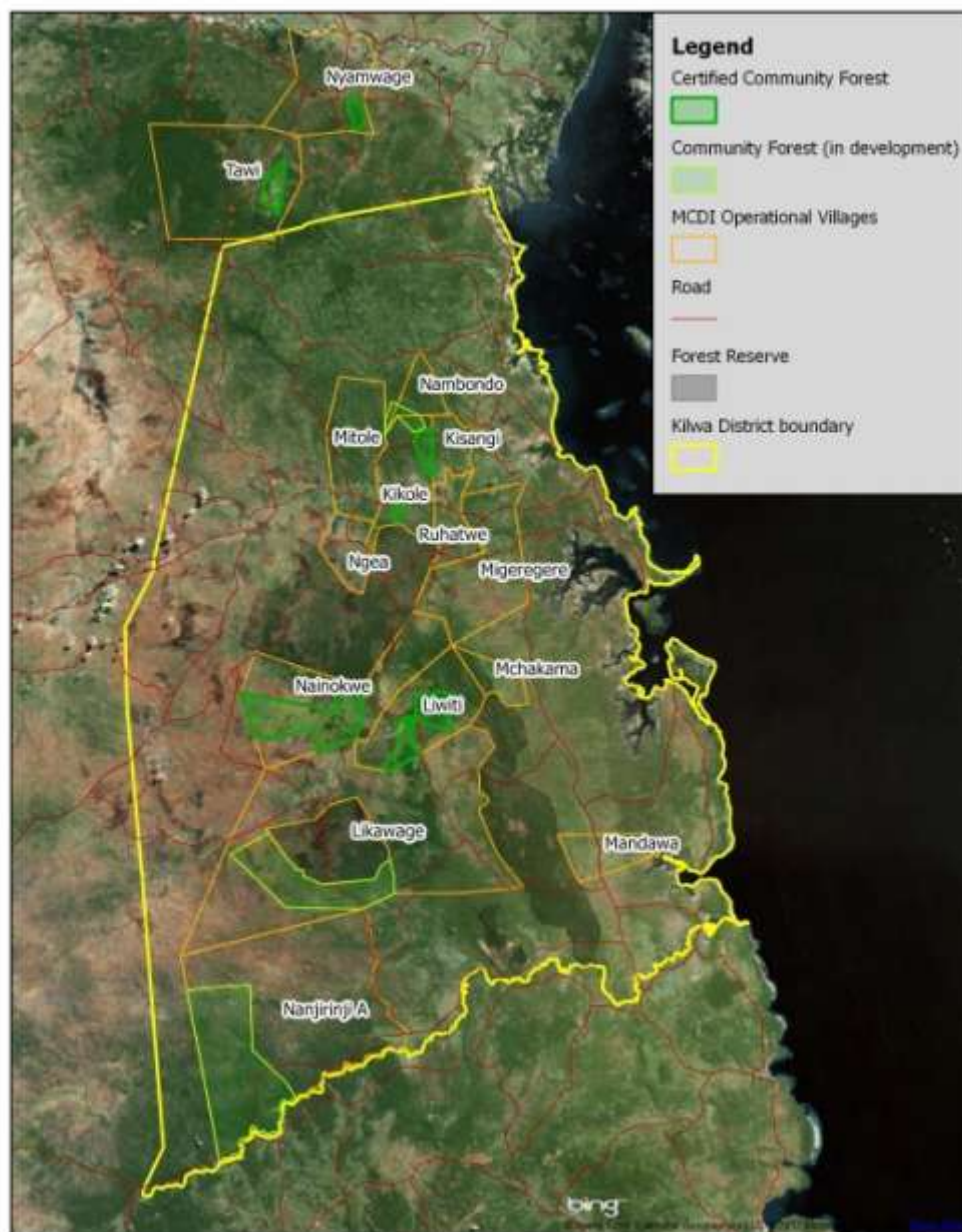 Legend
Certified Community Forest
Community Forest (in development)
MCDI Operational Villages
Road
Forest Reserve
Kilwa District boundary
Nyamwage
Tawi
Nambondo
Mitole
Kisangi
Kikole
Ruhatwe
Ngea
Migeregere
Mchakama
Nainokwe
Liwiti
Likawage
Mandawa
Nanjirinji A
bing